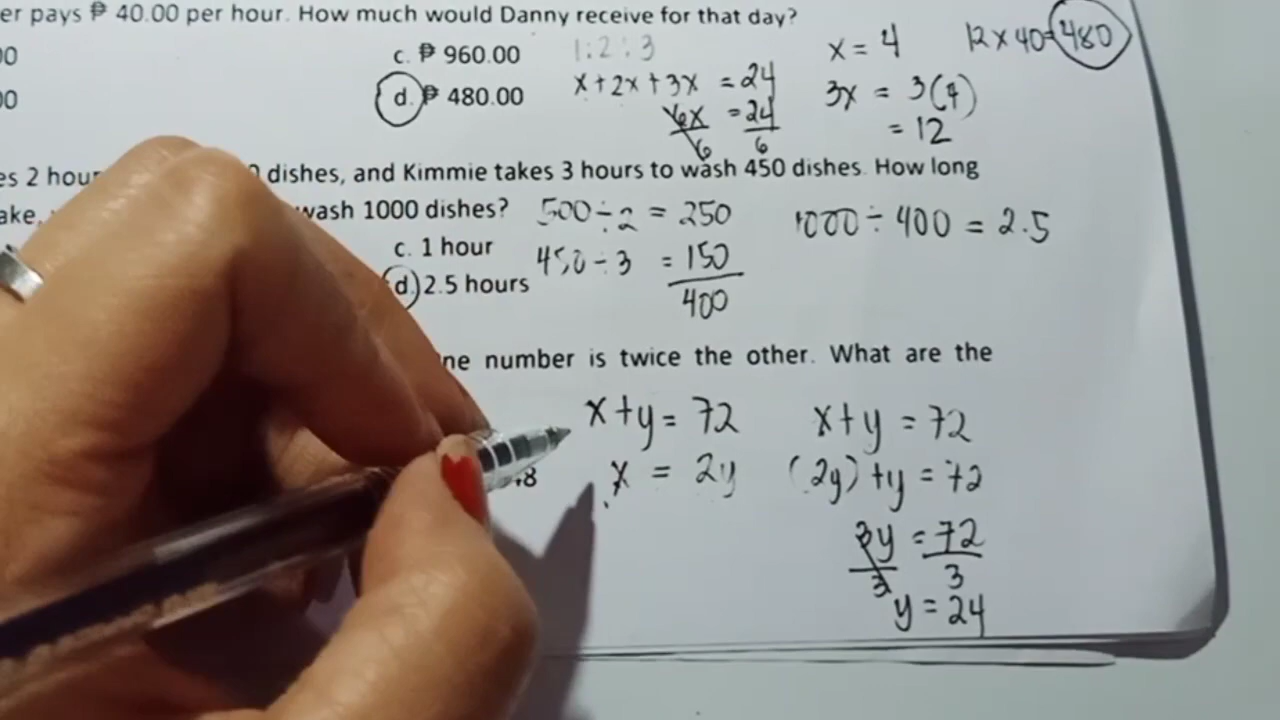 er pays ₱ 40.00 per hour. How much would Danny receive for that day?
00
c. ₱ 960.00
1:2:3
x = 4
12 x 40 = 480
00
d. ₱ 480.00
x + 2x + 3x = 24
3x = 3(4)
6x = 24
6 6
= 12
es 2 hour 0 dishes, and Kimmie takes 3 hours to wash 450 dishes. How long
ake, wash 1000 dishes?
500 ÷ 2 = 250
1000 ÷ 400 = 2.5
c. 1 hour
450 ÷ 3 = 150
d. 2.5 hours
400
ne number is twice the other. What are the
x + y = 72
x + y = 72
x = 2y
(2y) + y = 72
48
3y = 72
3 3
y = 24